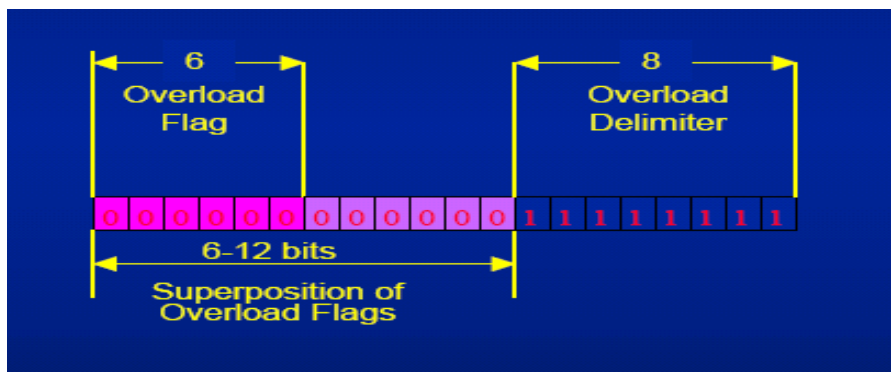 6 8
Overload Flag
Overload Delimiter
0 0 0 0 0 0 0 0 0 0 0 0 1 1 1 1 1 1 1 1
6-12 bits
Superposition of
Overload Flags